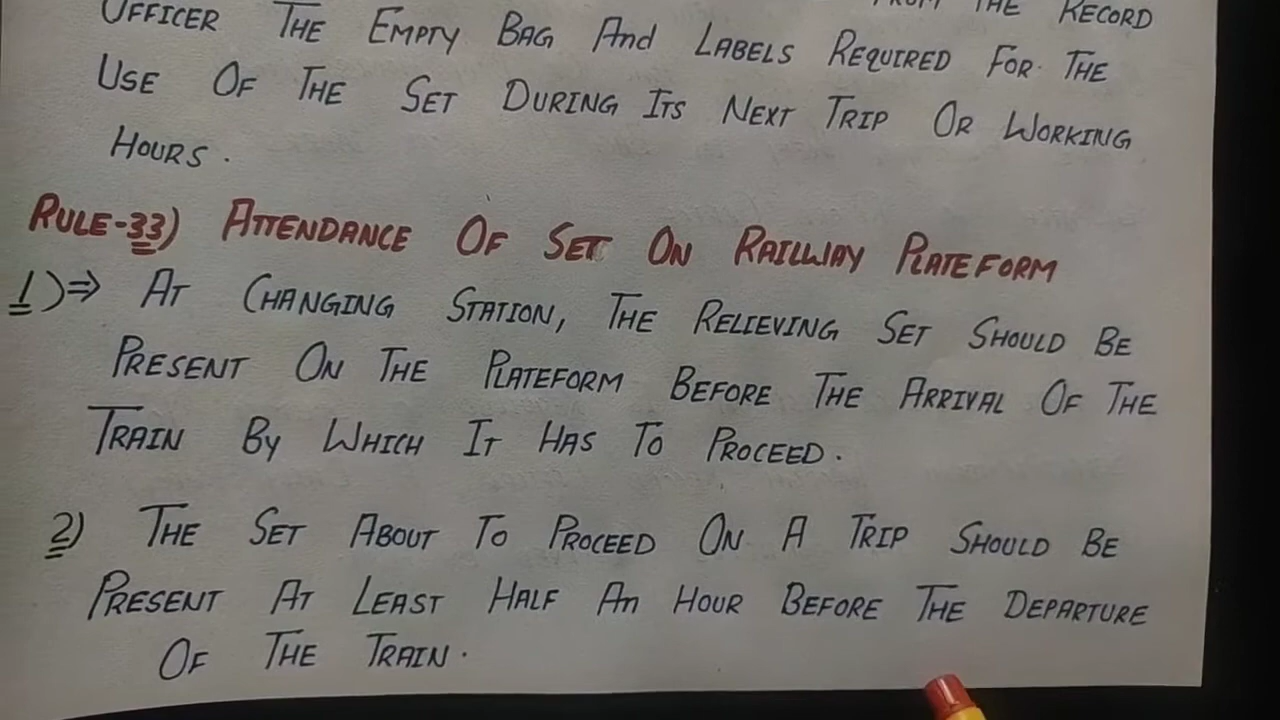 FROM THE RECORD
OFFICER THE EMPTY BAG And LABELS REQUIRED FOR THE
USE OF THE SET DURING ITS NEXT TRIP OR WORKING
HOURS.
RULE-33) ATTENDANCE OF SET ON RAILWAY PLATEFORM
1)⇒ AT CHANGING STATION, THE RELIEVING SET SHOULD BE
PRESENT ON THE PLATEFORM BEFORE THE ARRIVAL OF THE
TRAIN By WHICH IT HAS TO PROCEED.
2) THE SET ABOUT TO PROCEED ON A TRIP SHOULD BE
PRESENT AT LEAST HALF An HOUR BEFORE THE DEPARTURE
OF THE TRAIN.